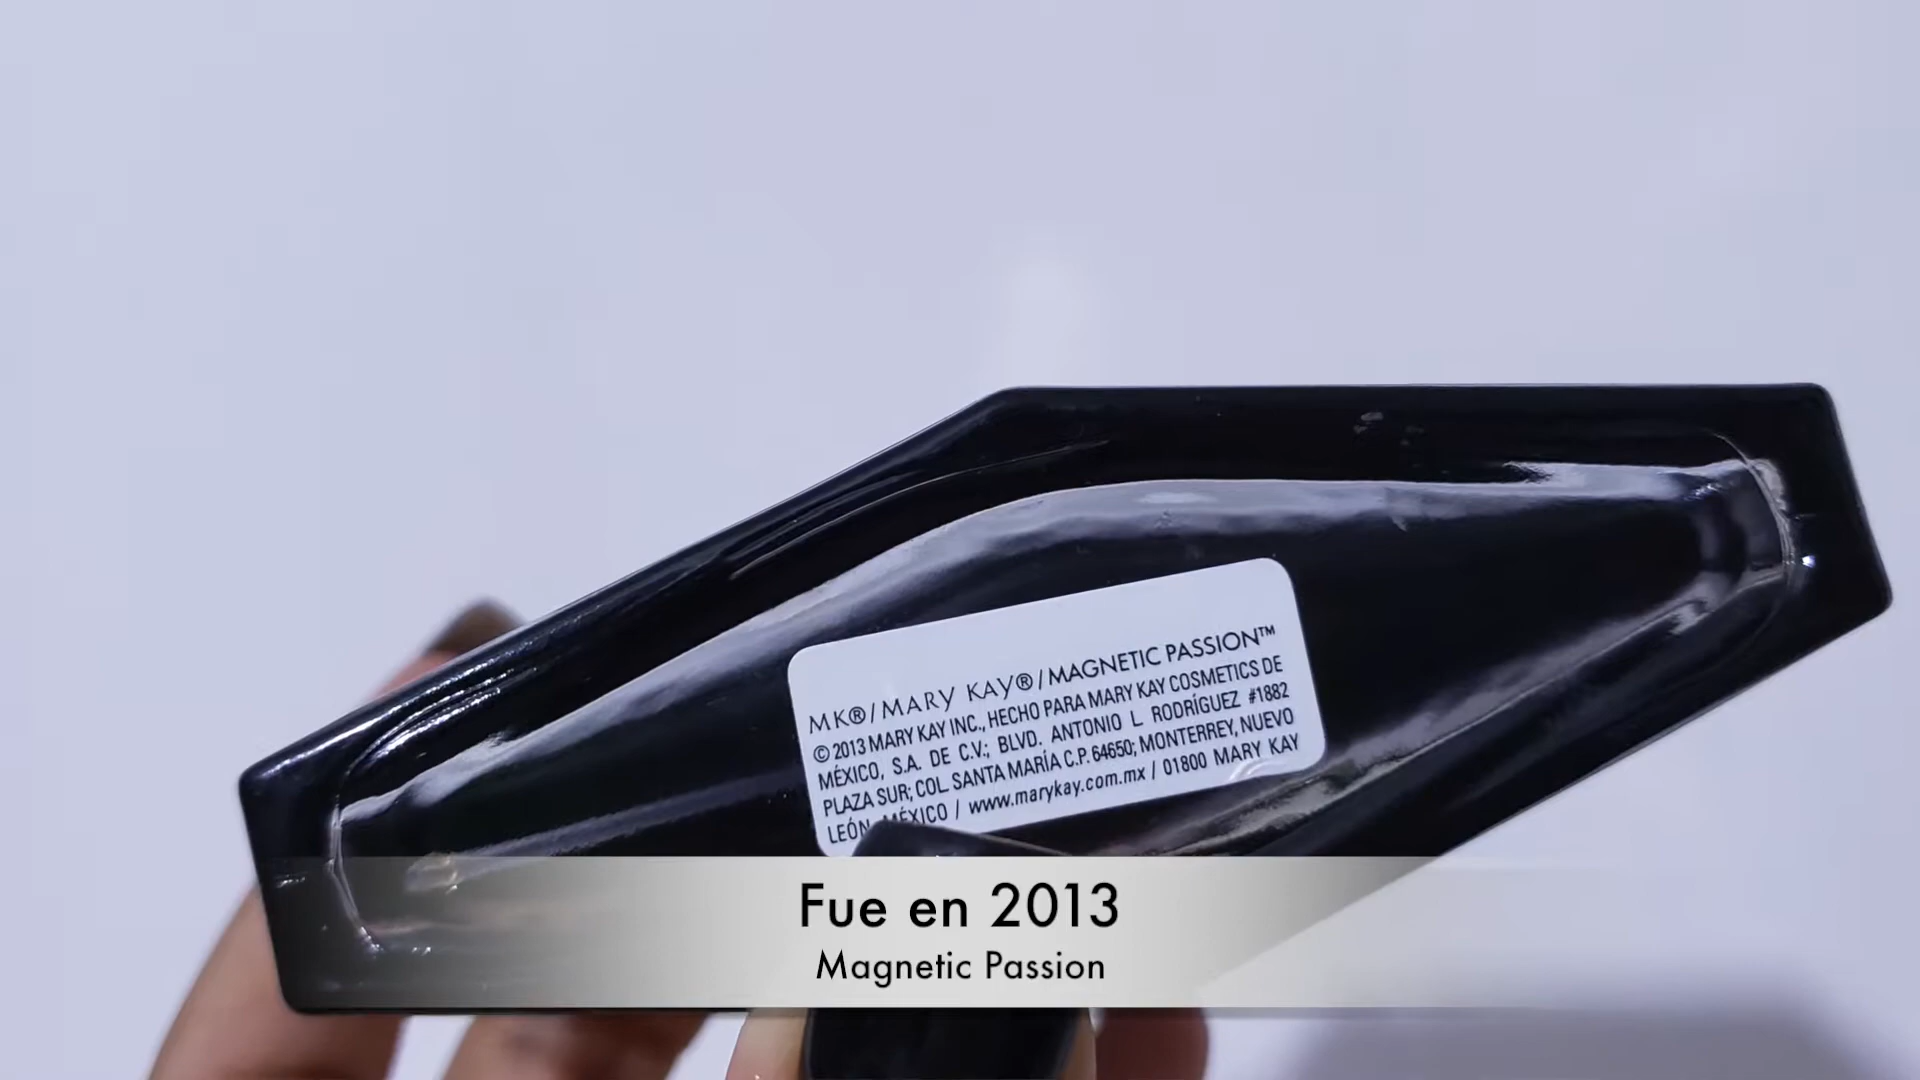 MK®/MARY KAY®/MAGNETIC PASSION™
© 2013 MARY KAY INC., HECHO PARA MARY KAY COSMETICS DE
MÉXICO, S.A. DE C.V.; BLVD. ANTONIO L. RODRÍGUEZ #1882
PLAZA SUR; COL. SANTA MARÍA C.P. 64650; MONTERREY, NUEVO
LEÓN, MÉXICO / www.marykay.com.mx / 01800 MARY KAY
Fue en 2013
Magnetic Passion